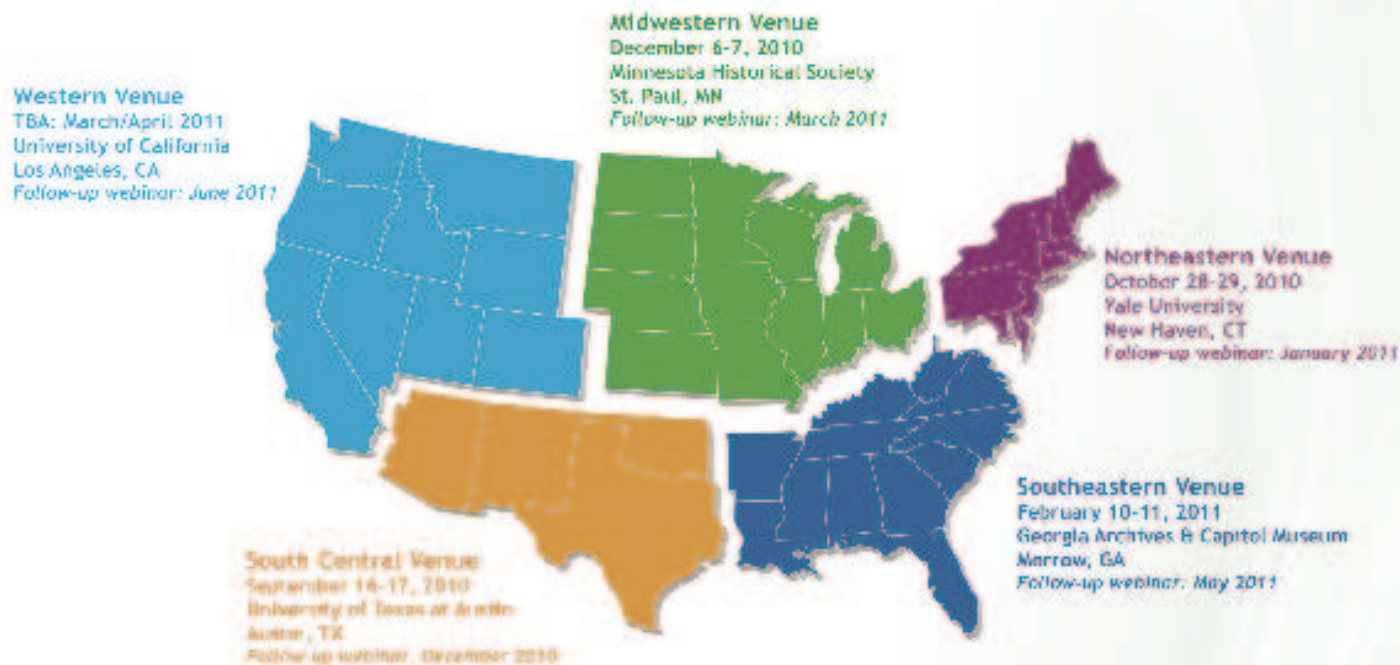 Midwestern Venue
December 6-7, 2010
Minnesota Historical Society
St. Paul, MN
Follow-up webinar: March 2011
Western Venue
TBA: March/April 2011
University of California
Los Angeles, CA
Follow-up webinar: June 2011
Northeastern Venue
October 28-29, 2010
Yale University
New Haven, CT
Follow-up webinar: January 2011
Southeastern Venue
February 10-11, 2011
Georgia Archives & Capitol Museum
Morrow, GA
Follow-up webinar: May 2011
South Central Venue
September 16-17, 2010
University of Texas at Austin
Austin, TX
Follow-up webinar: December 2010